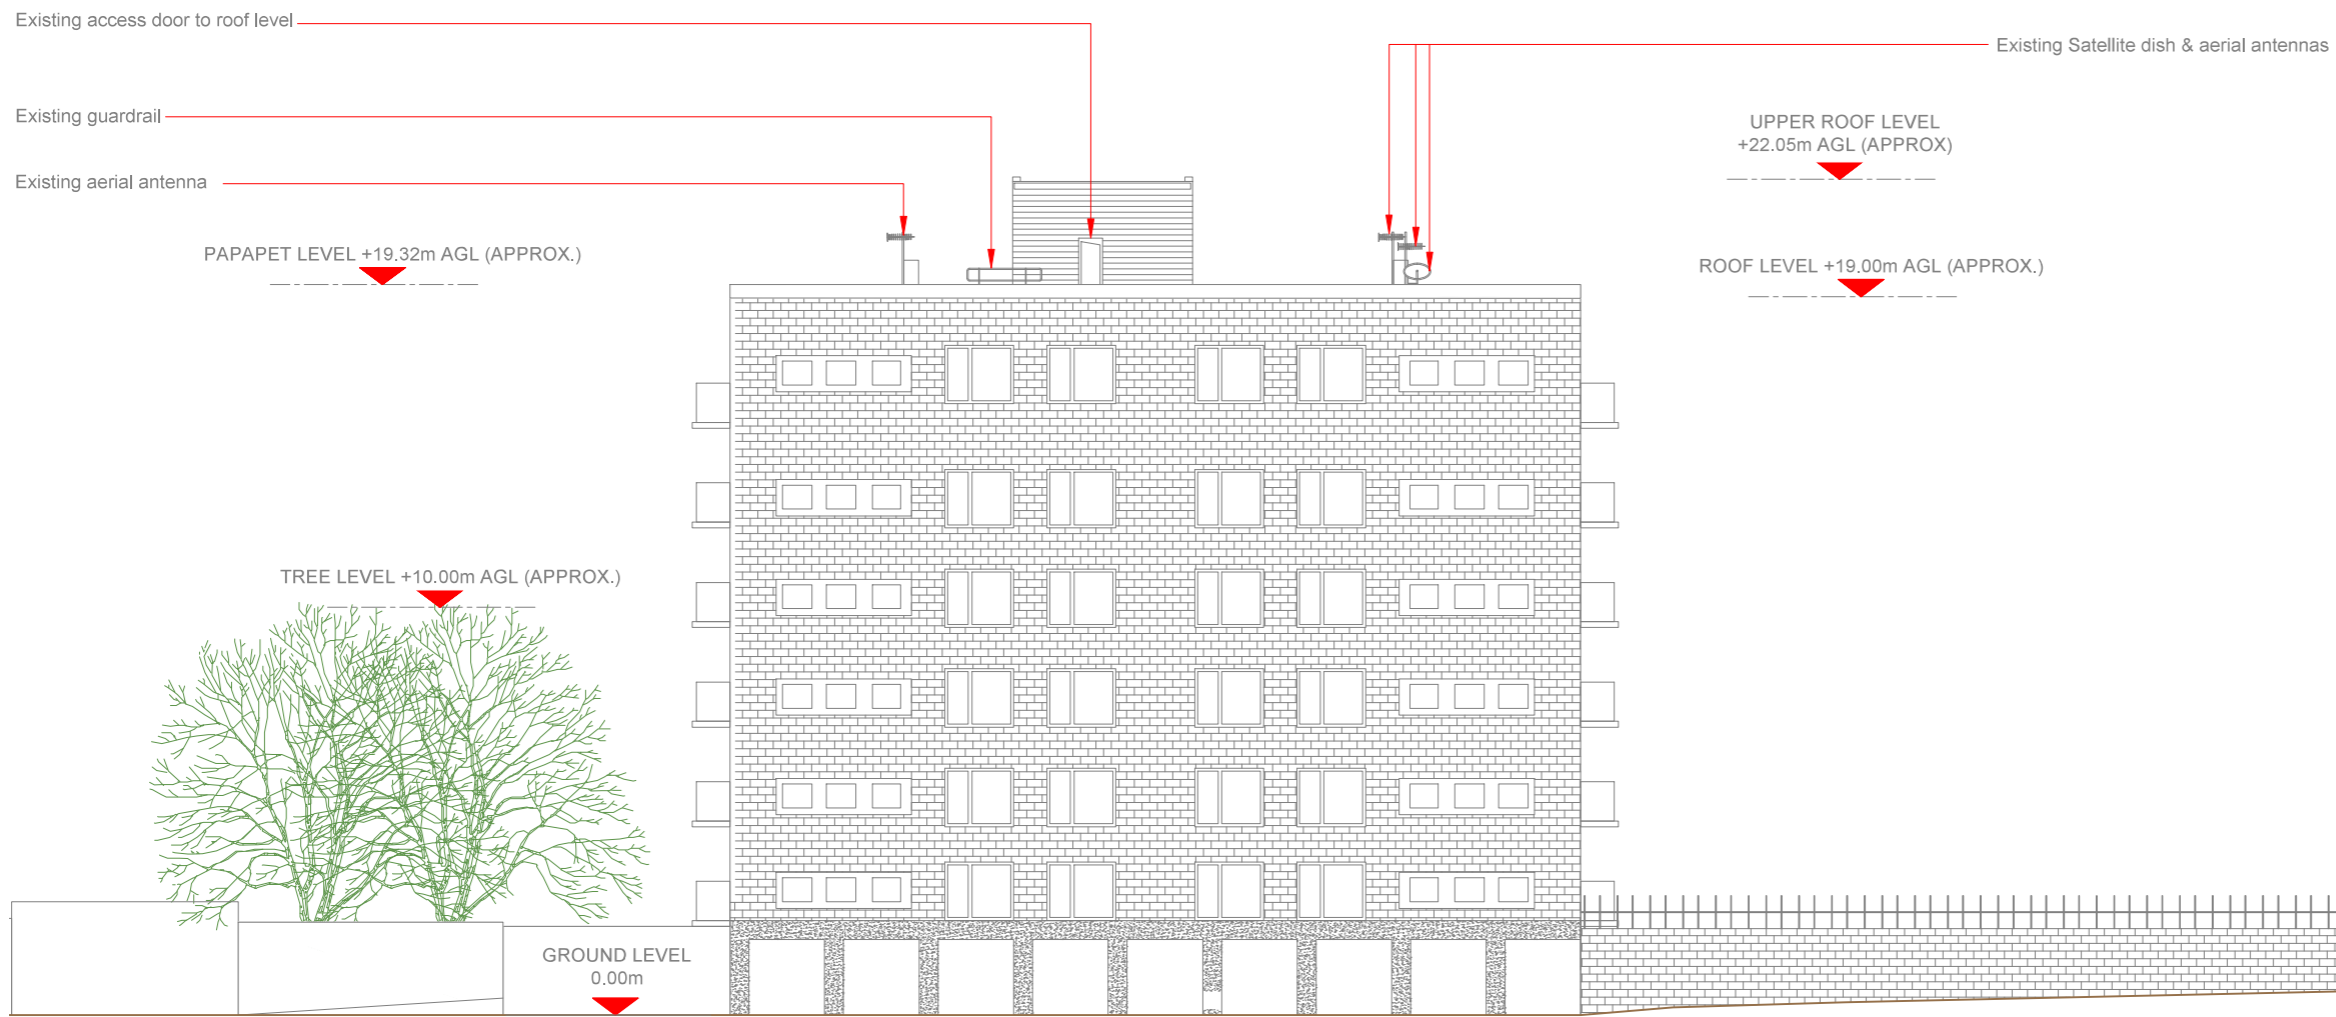 Existing access door to roof level
Existing Satellite dish & aerial antennas
Existing guardrail
UPPER ROOF LEVEL
+22.05m AGL (APPROX)
Existing aerial antenna
PAPAPET LEVEL +19.32m AGL (APPROX.)
ROOF LEVEL +19.00m AGL (APPROX.)
TREE LEVEL +10.00m AGL (APPROX.)
GROUND LEVEL
0.00m